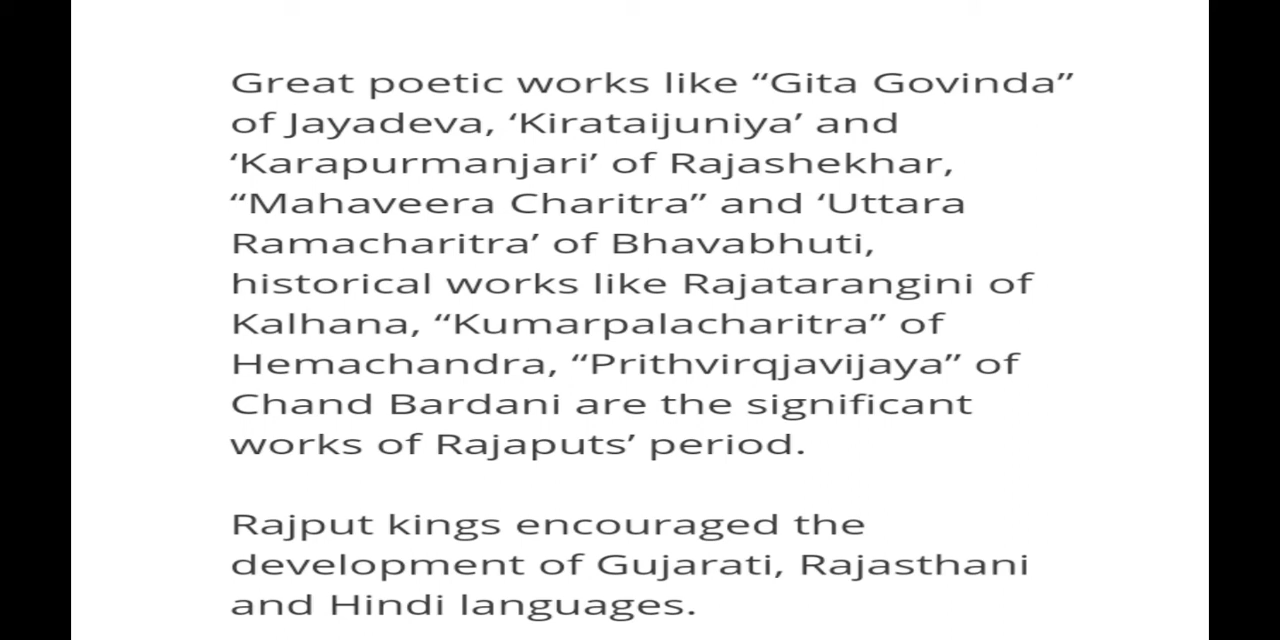 Great poetic works like “Gita Govinda”
of Jayadeva, ‘Kirataijuniya’ and
‘Karapurmanjari’ of Rajashekhar,
“Mahaveera Charitra” and ‘Uttara
Ramacharitra’ of Bhavabhuti,
historical works like Rajatarangini of
Kalhana, “Kumarpalacharitra” of
Hemachandra, “Prithvirqjavijaya” of
Chand Bardani are the significant
works of Rajaputs’ period.
Rajput kings encouraged the
development of Gujarati, Rajasthani
and Hindi languages.